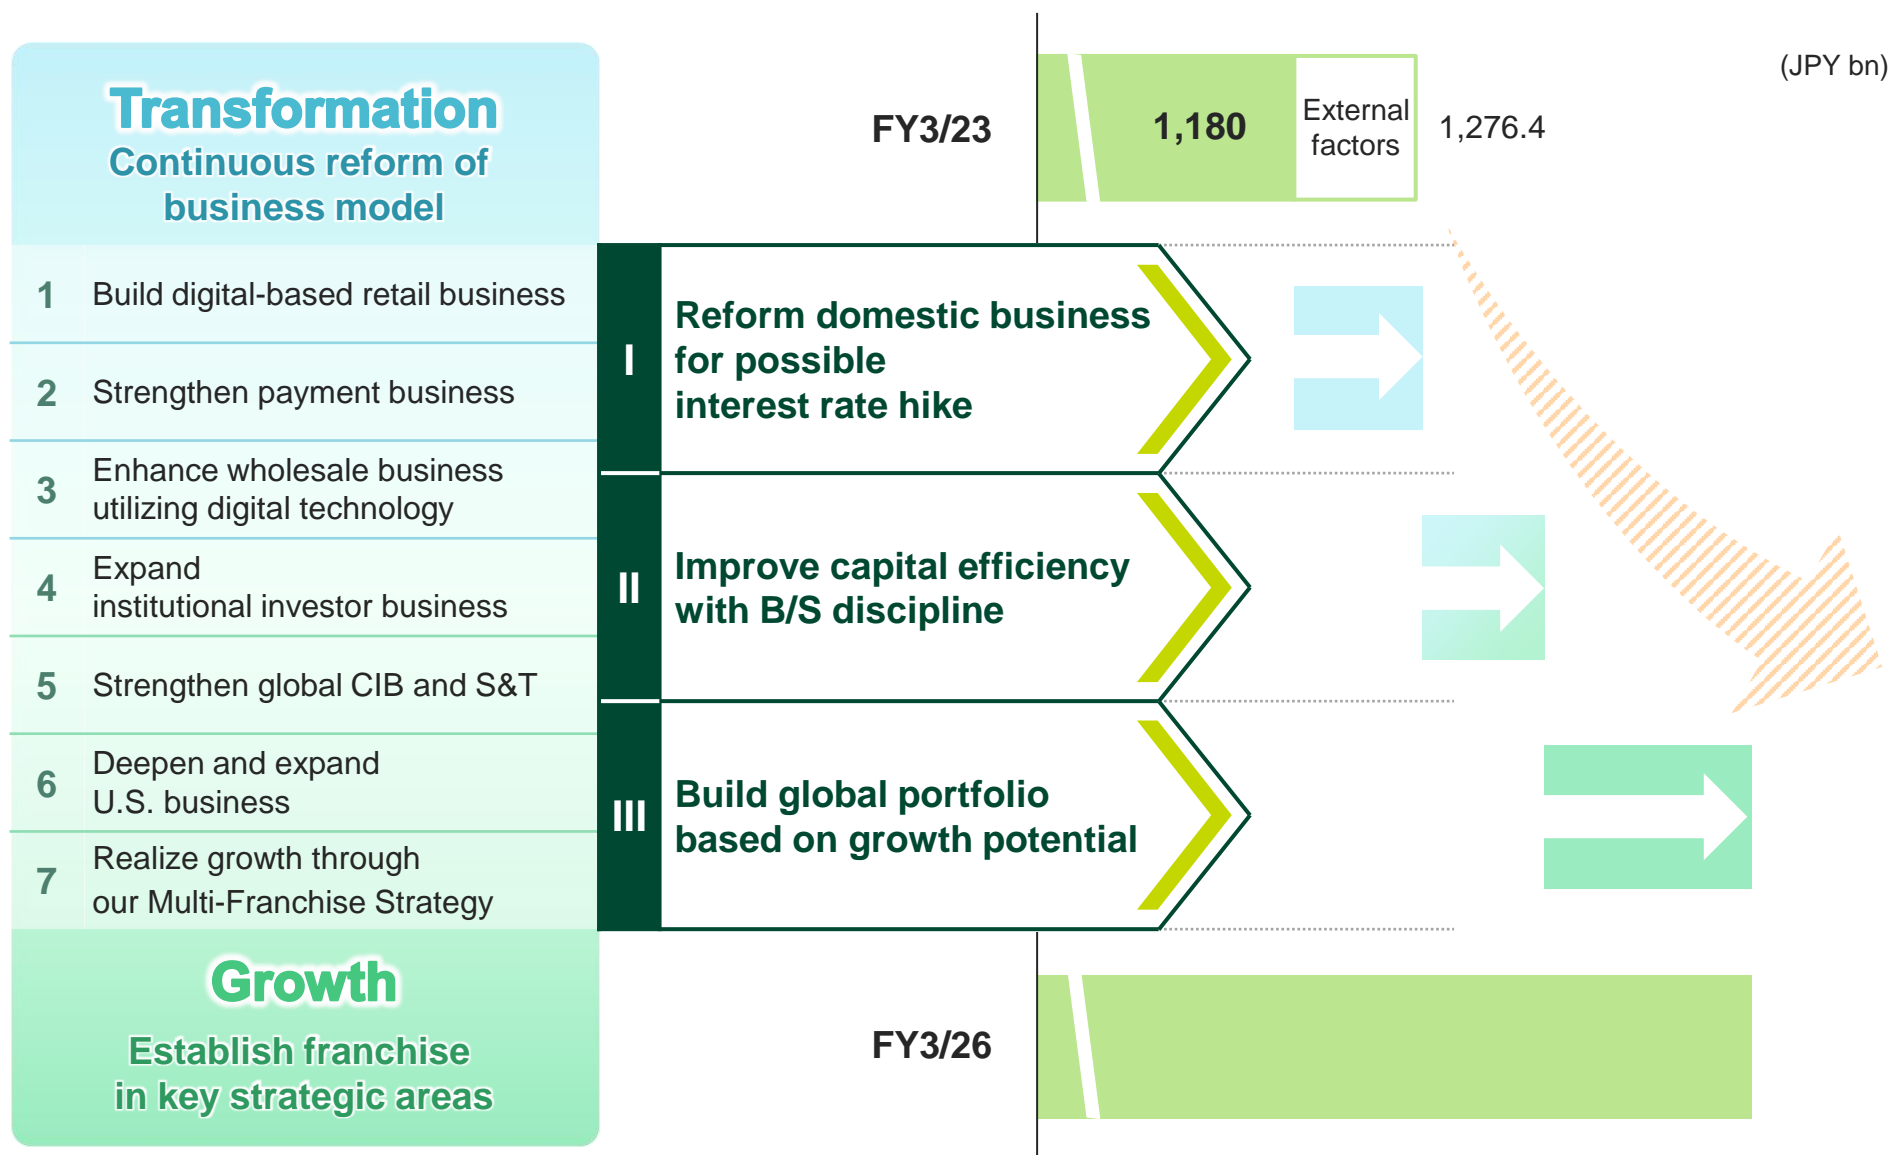 Transformation
Continuous reform of
business model
1 Build digital-based retail business
2 Strengthen payment business
3 Enhance wholesale business
utilizing digital technology
4 Expand
institutional investor business
5 Strengthen global CIB and S&T
6 Deepen and expand
U.S. business
7 Realize growth through
our Multi-Franchise Strategy
Growth
Establish franchise
in key strategic areas
(JPY bn)
FY3/23
1,180
External
factors
1,276.4
I
Reform domestic business
for possible
interest rate hike
II
Improve capital efficiency
with B/S discipline
III
Build global portfolio
based on growth potential
FY3/26